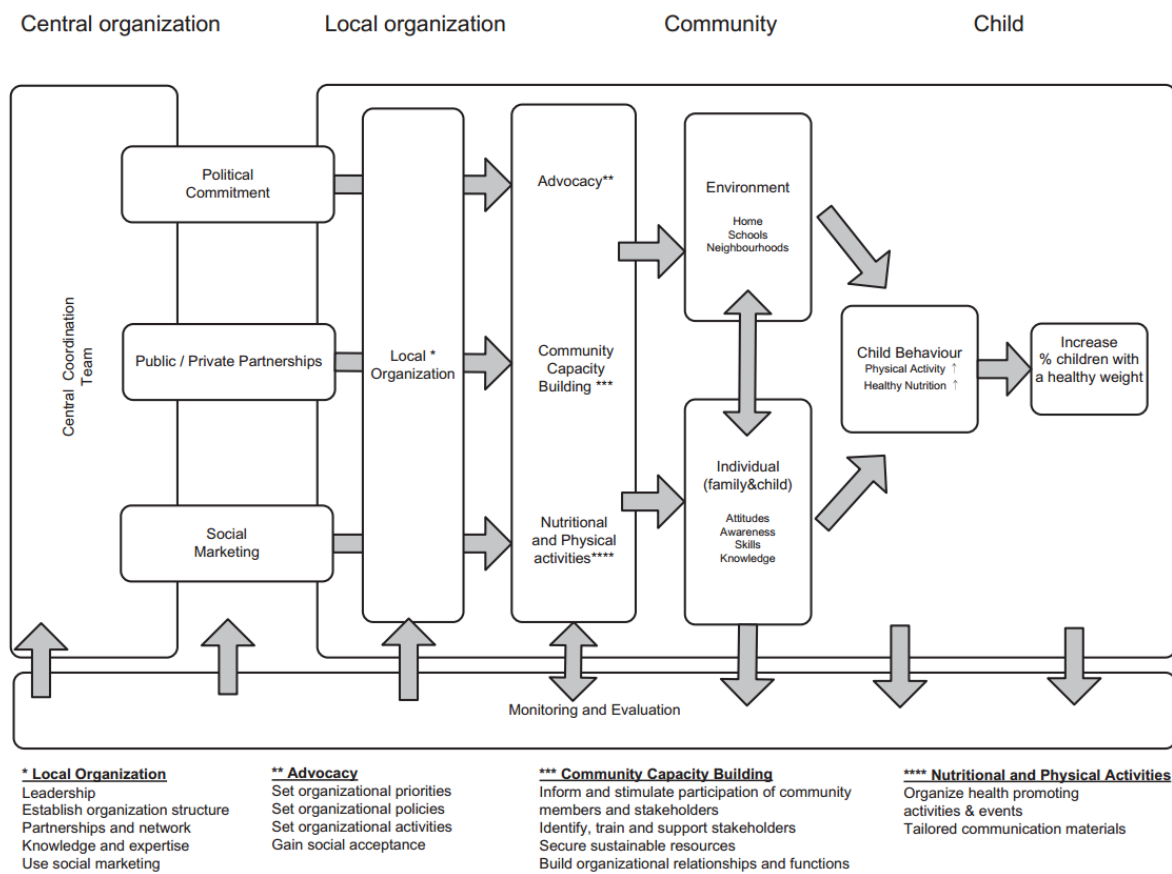 Central organization
Local organization
Community
Child
Central Coordination
Team
Political
Commitment
Public / Private Partnerships
Social
Marketing
Local *
Organization
Advocacy**
Community
Capacity
Building ***
Nutritional
and Physical
activities****
Environment
Home
Schools
Neighbourhoods
Individual
(family&child)
Attitudes
Awareness
Skills
Knowledge
Child Behaviour
Physical Activity ↑
Healthy Nutrition ↑
Increase
% children with
a healthy weight
Monitoring and Evaluation
* Local Organization
Leadership
Establish organization structure
Partnerships and network
Knowledge and expertise
Use social marketing
** Advocacy
Set organizational priorities
Set organizational policies
Set organizational activities
Gain social acceptance
*** Community Capacity Building
Inform and stimulate participation of community
members and stakeholders
Identify, train and support stakeholders
Secure sustainable resources
Build organizational relationships and functions
**** Nutritional and Physical Activities
Organize health promoting
activities & events
Tailored communication materials